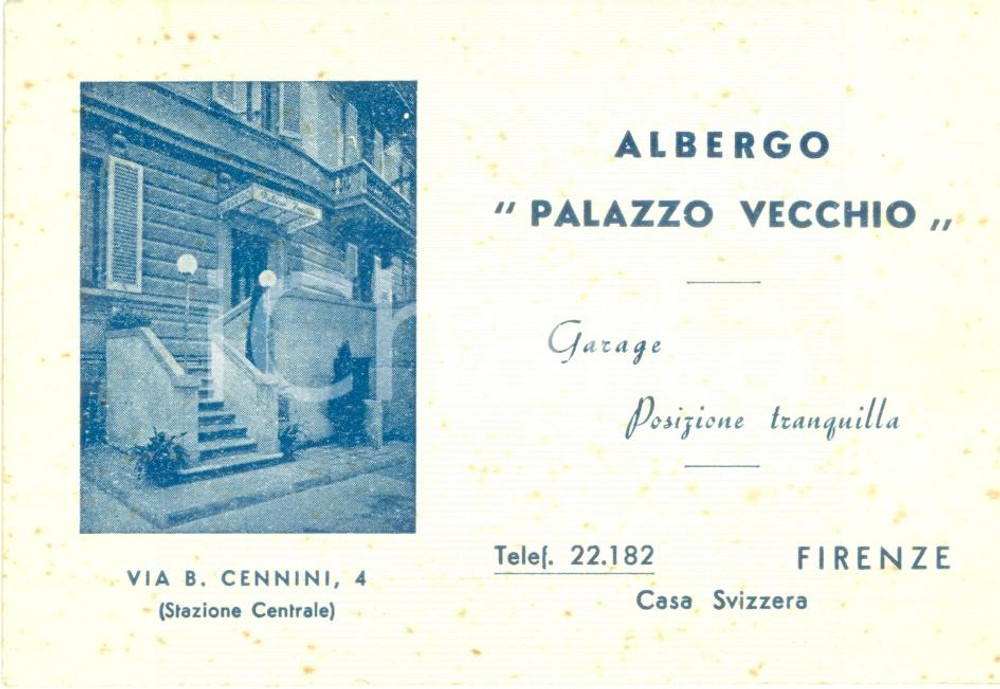 ALBERGO
" PALAZZO VECCHIO „
Garage
Posizione tranquilla
Telef. 22.182
FIRENZE
Casa Svizzera
VIA B. CENNINI, 4
(Stazione Centrale)